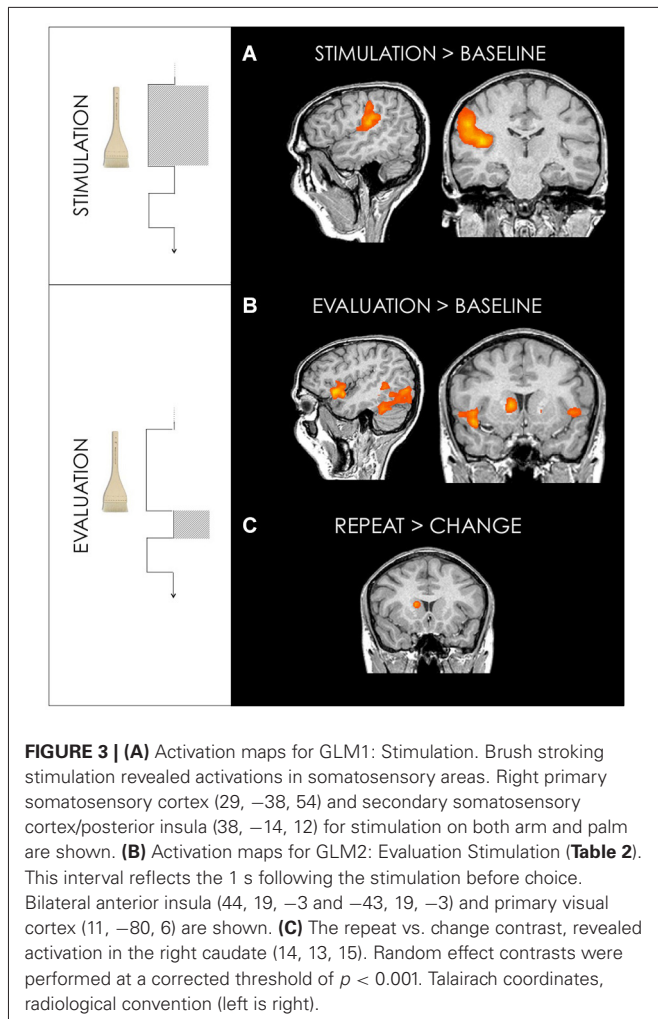 A STIMULATION > BASELINE
STIMULATION
B EVALUATION > BASELINE
EVALUATION
C REPEAT > CHANGE
FIGURE 3 | (A) Activation maps for GLM1: Stimulation. Brush stroking
stimulation revealed activations in somatosensory areas. Right primary
somatosensory cortex (29, −38, 54) and secondary somatosensory
cortex/posterior insula (38, −14, 12) for stimulation on both arm and palm
are shown. (B) Activation maps for GLM2: Evaluation Stimulation (Table 2).
This interval reflects the 1 s following the stimulation before choice.
Bilateral anterior insula (44, 19, −3 and −43, 19, −3) and primary visual
cortex (11, −80, 6) are shown. (C) The repeat vs. change contrast, revealed
activation in the right caudate (14, 13, 15). Random effect contrasts were
performed at a corrected threshold of p < 0.001. Talairach coordinates,
radiological convention (left is right).